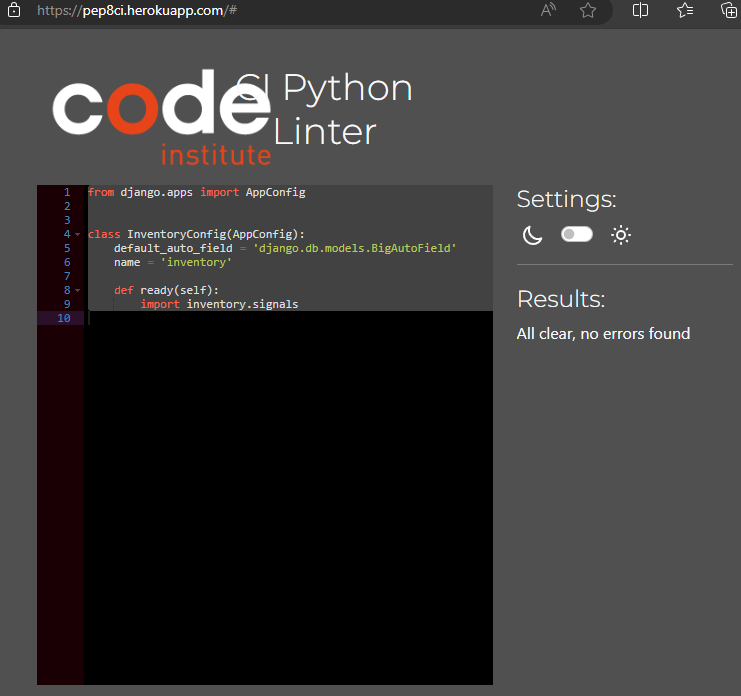 https://pep8ci.herokuapp.com/#
code
institute
CI Python
Linter
1 from django.apps import AppConfig
2
3
4 class InventoryConfig(AppConfig):
5 default_auto_field = 'django.db.models.BigAutoField'
6 name = 'inventory'
7
8 def ready(self):
9 import inventory.signals
10
Settings:
Results:
All clear, no errors found